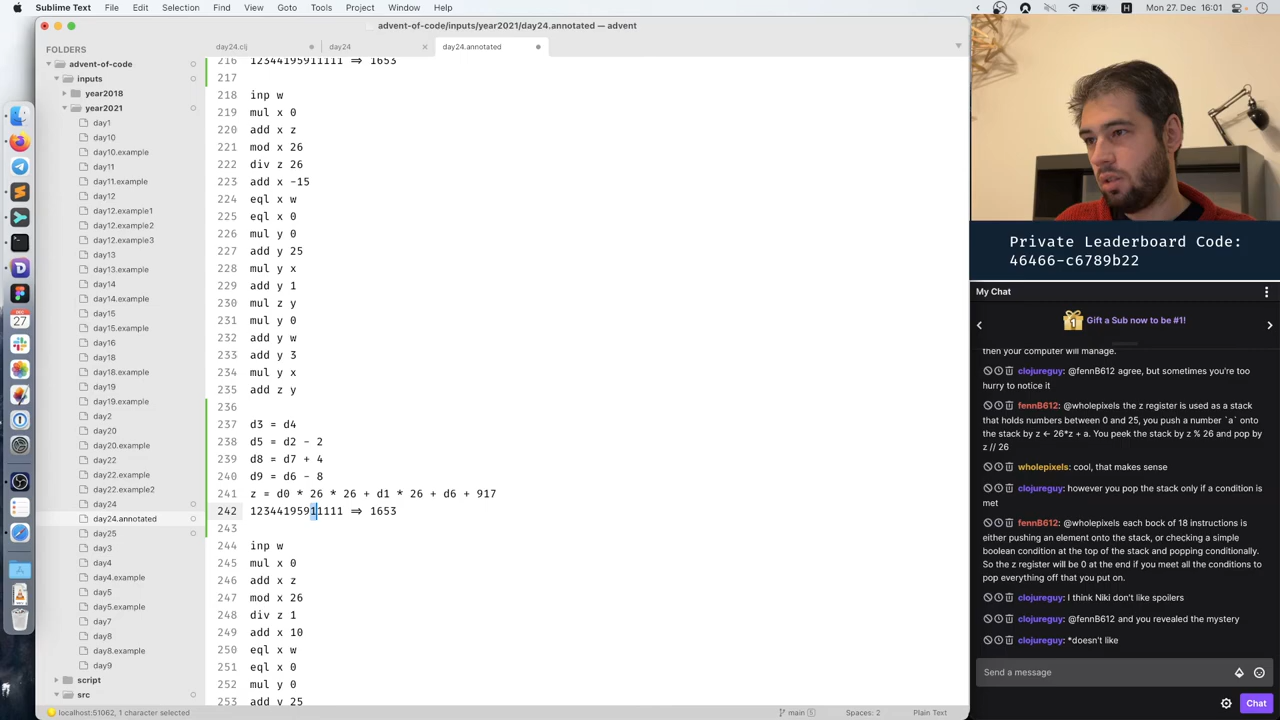 Sublime Text File Edit Selection Find View Goto Tools Project Window Help
H
Mon 27. Dec 16:01
advent-of-code/inputs/year2021/day24.annotated — advent
FOLDERS
advent-of-code
inputs
year2018
year2021
day1
day10
day10.example
day11
day11.example
day12
day12.example1
day12.example2
day12.example3
day13
day13.example
day14
day14.example
day15
day15.example
day16
day18
day18.example
day19
day19.example
day2
day20
day20.example
day22
day22.example
day22.example2
day24
day24.annotated
day25
day3
day4
day4.example
day5
day5.example
day7
day8
day8.example
day9
script
src
day24.clj
day24
day24.annotated
216 12344195911111 => 1653
217
218 inp w
219 mul x 0
220 add x z
221 mod x 26
222 div z 26
223 add x -15
224 eql x w
225 eql x 0
226 mul y 0
227 add y 25
228 mul y x
229 add y 1
230 mul z y
231 mul y 0
232 add y w
233 add y 3
234 mul y x
235 add z y
236
237 d3 = d4
238 d5 = d2 - 2
239 d8 = d7 + 4
240 d9 = d6 - 8
241 z = d0 * 26 * 26 + d1 * 26 + d6 + 917
242 12344195911111 => 1653
243
244 inp w
245 mul x 0
246 add x z
247 mod x 26
248 div z 1
249 add x 10
250 eql x w
251 eql x 0
252 mul y 0
253 add y 25
localhost:51062, 1 character selected
main 5
Spaces: 2
Plain Text
Private Leaderboard Code:
46466-c6789b22
My Chat
1 Gift a Sub now to be #1!
then your computer will manage.
clojureguy: @fennB612 agree, but sometimes you're too
hurry to notice it
fennB612: @wholepixels the z register is used as a stack
that holds numbers between 0 and 25, you push a number `a` onto
the stack by z ← 26*z + a. You peek the stack by z % 26 and pop by
z // 26
wholepixels: cool, that makes sense
clojureguy: however you pop the stack only if a condition is
met
fennB612: each bock of 18 instructions is
either pushing an element onto the stack, or checking a simple
boolean condition at the top of the stack and popping conditionally.
So the z register will be 0 at the end if you meet all the conditions to
pop everything off that you put on.
clojureguy: I think Niki don't like spoilers
clojureguy: @fennB612 and you revealed the mystery
clojureguy: *doesn't like
Send a message
Chat